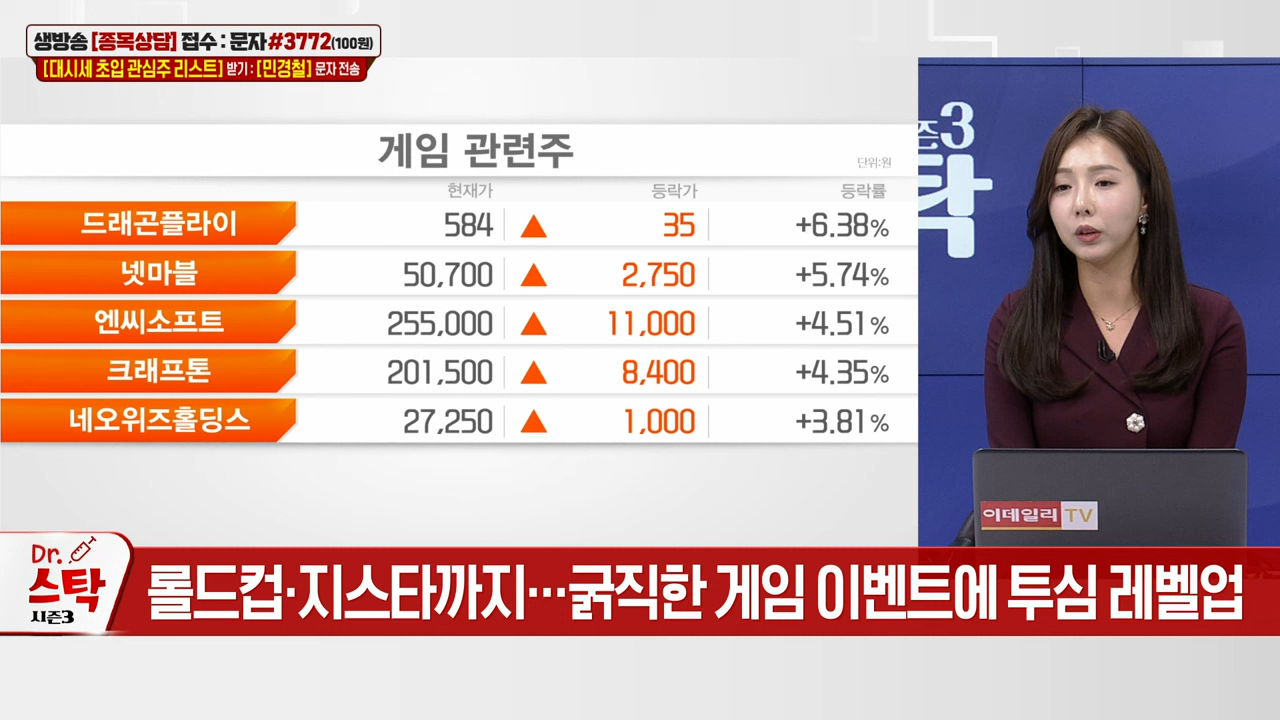 생방송 [종목상담] 접수 : 문자 #3772(100원)
[대시세 초입 관심주 리스트] 받기 : [민경철] 문자 전송
게임 관련주
단위:원
현재가 등락가 등락률
드래곤플라이 584 ▲ 35 +6.38%
넷마블 50,700 ▲ 2,750 +5.74%
엔씨소프트 255,000 ▲ 11,000 +4.51%
크래프톤 201,500 ▲ 8,400 +4.35%
네오위즈홀딩스 27,250 ▲ 1,000 +3.81%
즌3
탁
이데일리 TV
Dr.
스탁
시즌3
롤드컵·지스타까지…굵직한 게임 이벤트에 투심 레벨업